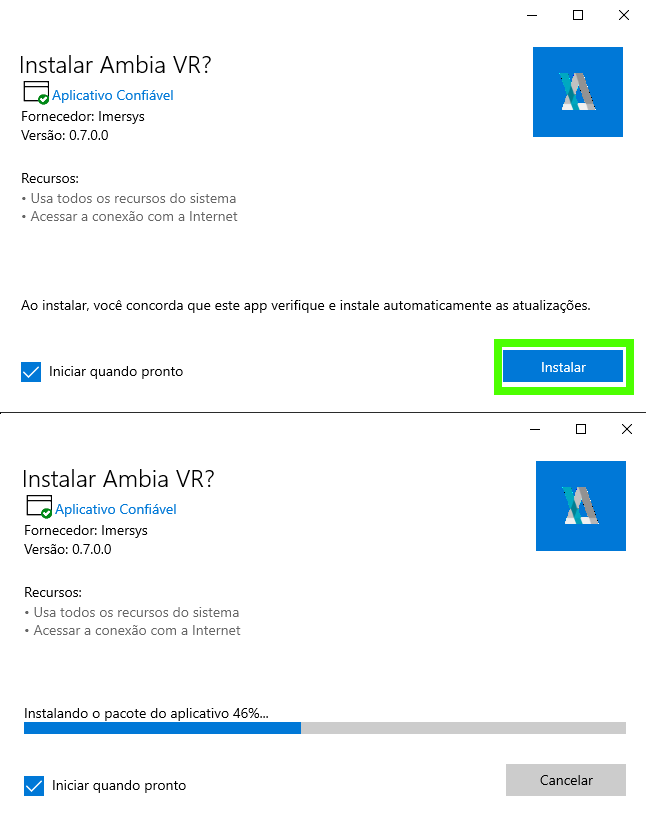 Instalar Ambia VR?
Aplicativo Confiável
Fornecedor: Imersys
Versão: 0.7.0.0
Recursos:
• Usa todos os recursos do sistema
• Acessar a conexão com a Internet
Ao instalar, você concorda que este app verifique e instale automaticamente as atualizações.
Iniciar quando pronto
Instalar
Instalar Ambia VR?
Aplicativo Confiável
Fornecedor: Imersys
Versão: 0.7.0.0
Recursos:
• Usa todos os recursos do sistema
• Acessar a conexão com a Internet
Instalando o pacote do aplicativo 46%...
Iniciar quando pronto
Cancelar